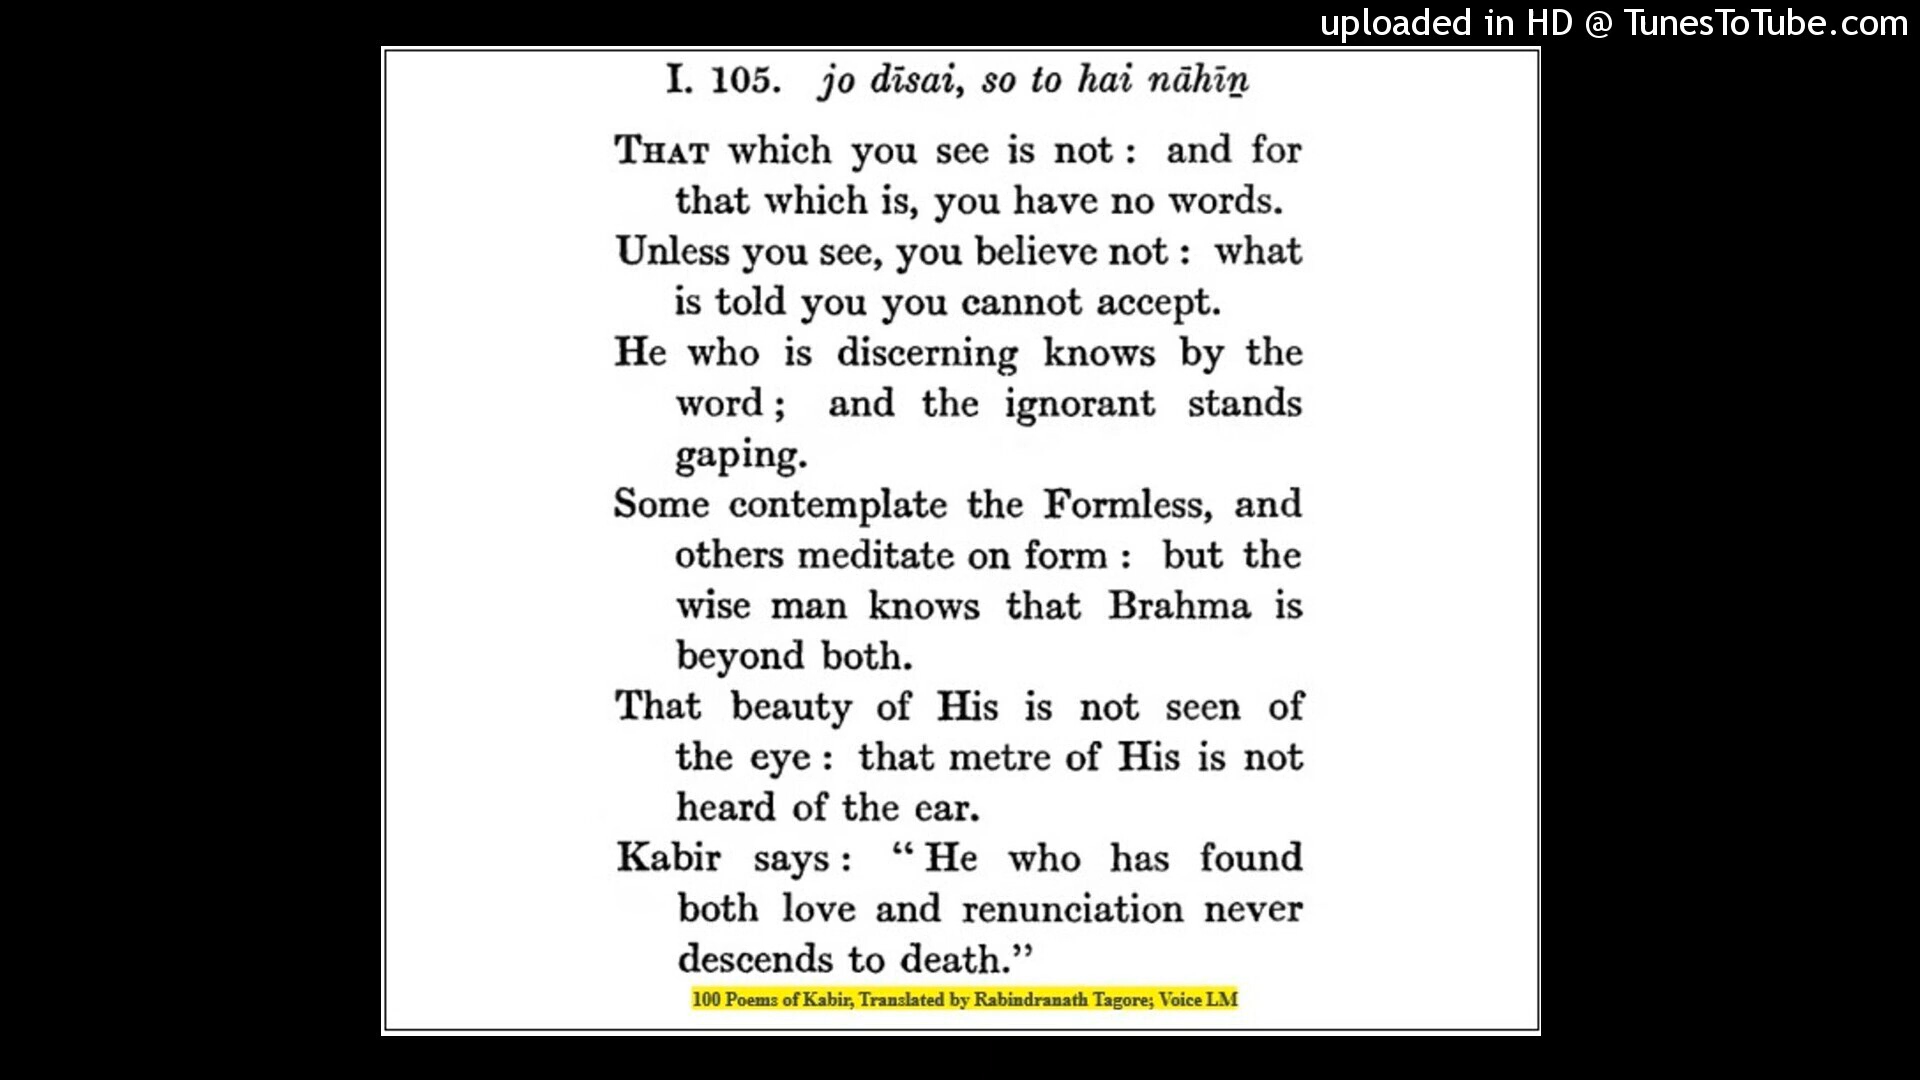 uploaded in HD @ TunesToTube.com
I. 105. jo dīsai, so to hai nāhīṉ
THAT which you see is not : and for
that which is, you have no words.
Unless you see, you believe not : what
is told you you cannot accept.
He who is discerning knows by the
word ; and the ignorant stands
gaping.
Some contemplate the Formless, and
others meditate on form : but the
wise man knows that Brahma is
beyond both.
That beauty of His is not seen of
the eye : that metre of His is not
heard of the ear.
Kabir says : “ He who has found
both love and renunciation never
descends to death.”
100 Poems of Kabir, Translated by Rabindranath Tagore; Voice LM